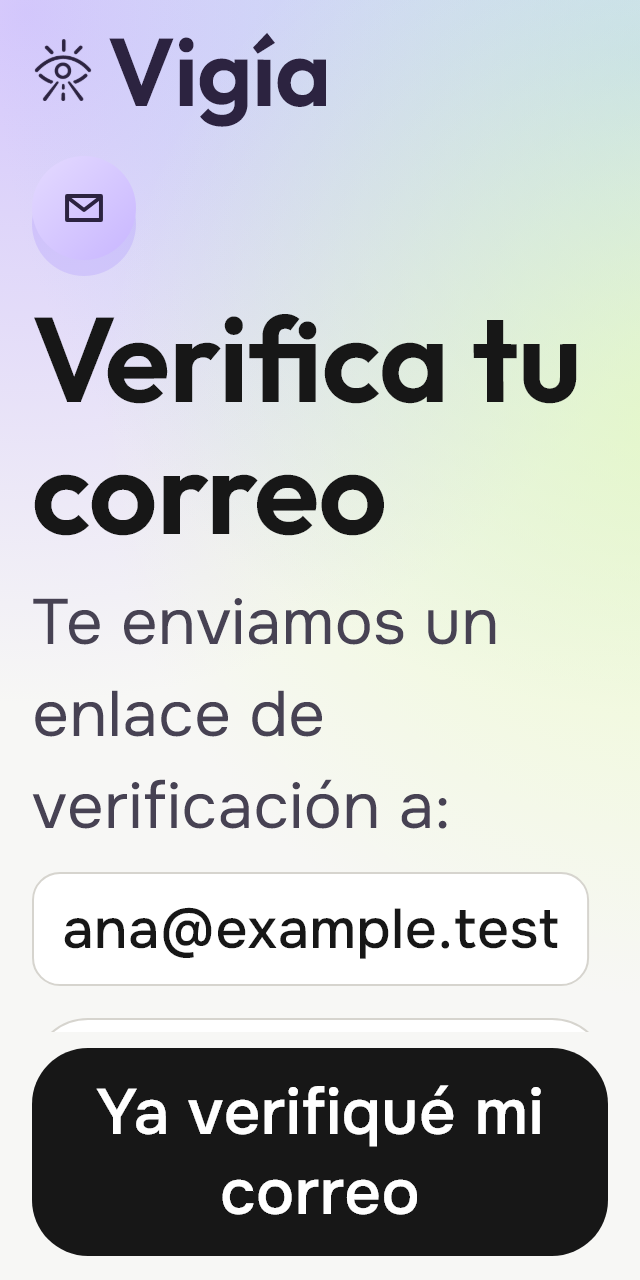 Vigía
Verifica tu
correo
Te enviamos un
enlace de
verificación a:
ana@example.test
Ya verifiqué mi
correo